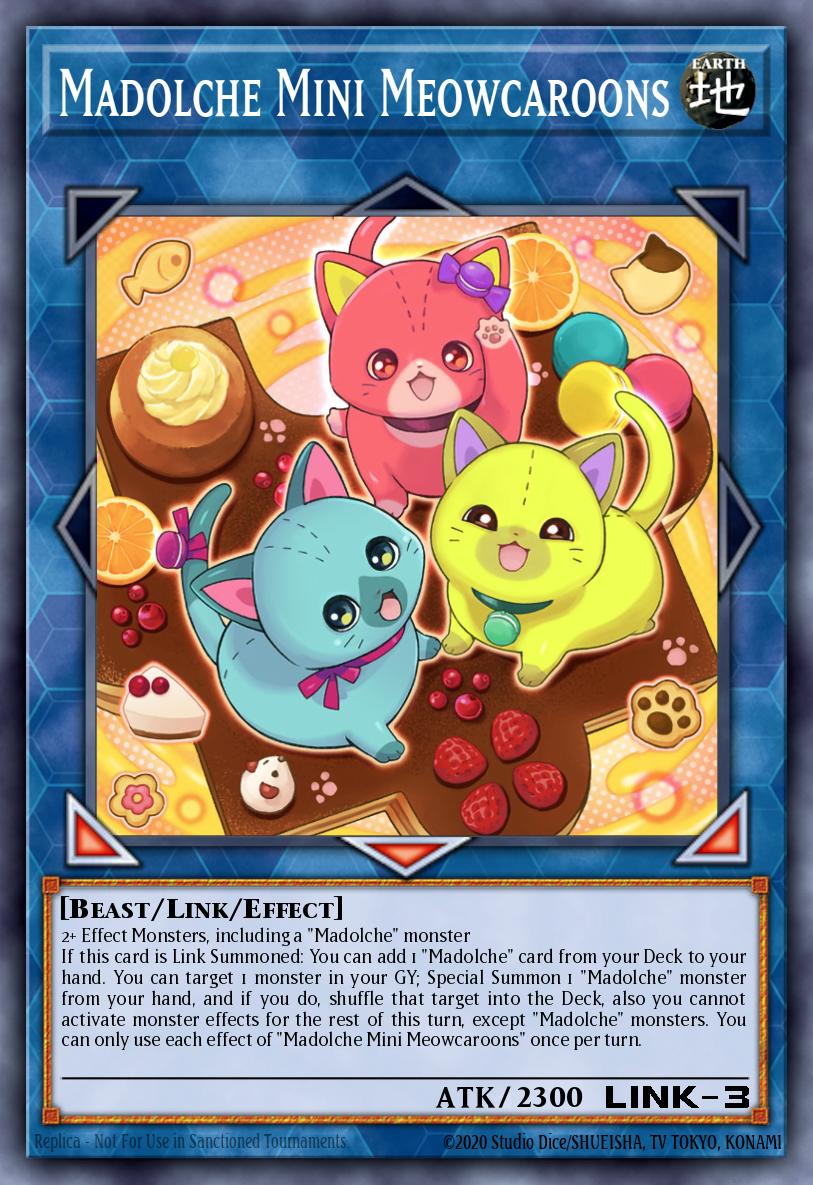 Madolche Mini Meowcaroons
EARTH
地
[Beast/Link/Effect]
2+ Effect Monsters, including a "Madolche" monster
If this card is Link Summoned: You can add 1 "Madolche" card from your Deck to your
hand. You can target 1 monster in your GY; Special Summon 1 "Madolche" monster
from your hand, and if you do, shuffle that target into the Deck, also you cannot
activate monster effects for the rest of this turn, except "Madolche" monsters. You
can only use each effect of "Madolche Mini Meowcaroons" once per turn.
ATK/2300 LINK-3
Replica - Not For Use in Sanctioned Tournaments. ©2020 Studio Dice/SHUEISHA, TV TOKYO, KONAMI